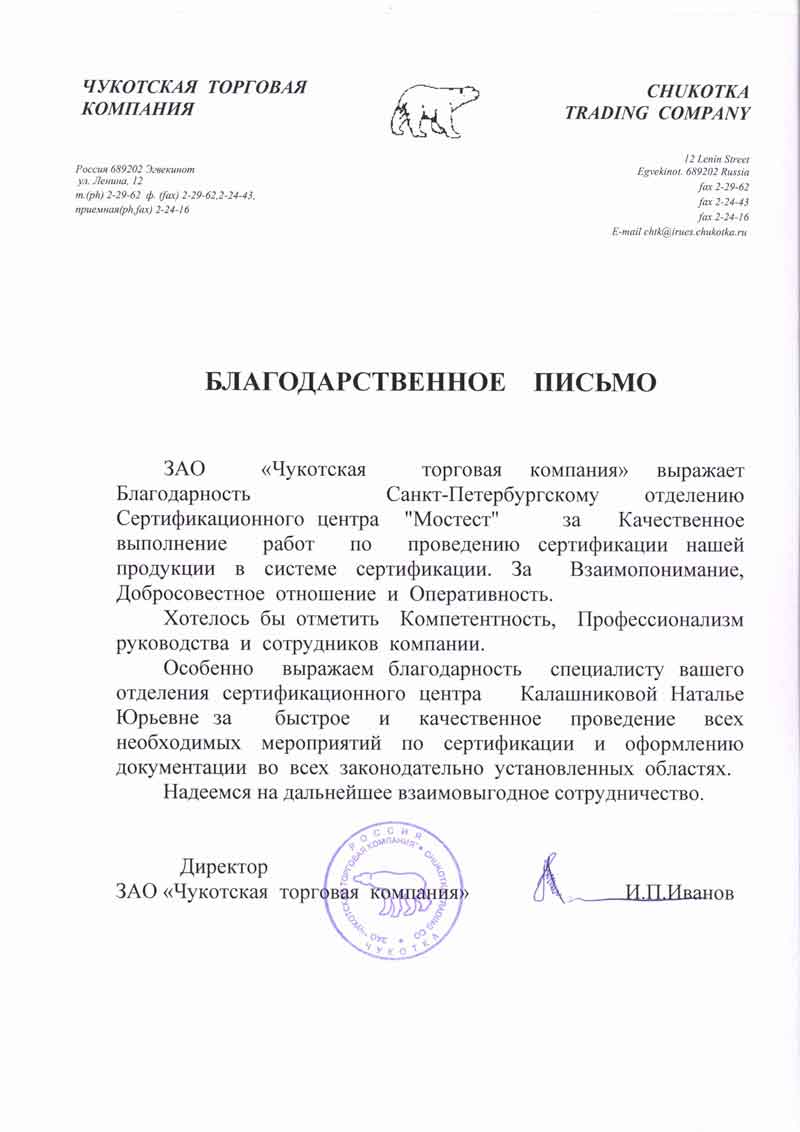 ЧУКОТСКАЯ ТОРГОВАЯ
КОМПАНИЯ
CHUKOTKA
TRADING COMPANY
Россия 689202 Эгвекинот
ул. Ленина, 12
т.(ph) 2-29-62 ф. (fax) 2-29-62,2-24-43,
приемная(ph,fax) 2-24-16
12 Lenin Street
Egvekinot. 689202 Russia
fax 2-29-62
fax 2-24-43
fax 2-24-16
E-mail chtk@irues.chukotka.ru
БЛАГОДАРСТВЕННОЕ ПИСЬМО
ЗАО «Чукотская торговая компания» выражает
Благодарность Санкт-Петербургскому отделению
Сертификационного центра "Мостест" за Качественное
выполнение работ по проведению сертификации нашей
продукции в системе сертификации. За Взаимопонимание,
Добросовестное отношение и Оперативность.
Хотелось бы отметить Компетентность, Профессионализм
руководства и сотрудников компании.
Особенно выражаем благодарность специалисту вашего
отделения сертификационного центра Калашниковой Наталье
Юрьевне за быстрое и качественное проведение всех
необходимых мероприятий по сертификации и оформлению
документации во всех законодательно установленных областях.
Надеемся на дальнейшее взаимовыгодное сотрудничество.
Директор
ЗАО «Чукотская торговая компания» И.П.Иванов
РОССИЯ
ЗАО "ЧУКОТСКАЯ ТОРГОВАЯ КОМПАНИЯ" * CHUKOTKA TRADING CO *
ЧУКОТКА